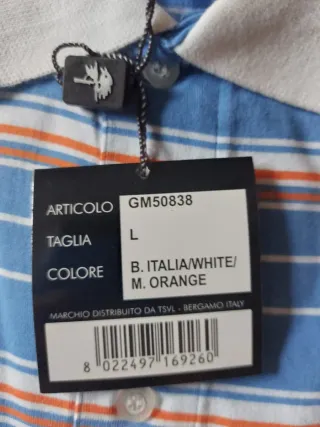 ARTICOLO GM50838
TAGLIA L
COLORE B. ITALIA/WHITE/
M. ORANGE
MARCHIO DISTRIBUITO DA TSVL - BERGAMO ITALY
8 022497 169260